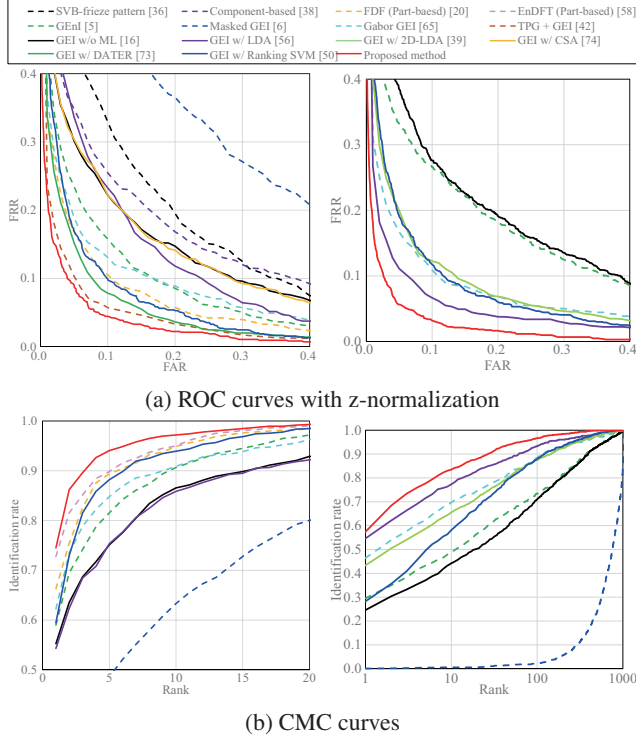 SVB-frieze pattern [36] Component-based [38] FDF (Part-baesd) [20] EnDFT (Part-based) [58]
GEnI [5] Masked GEI [6] Gabor GEI [65] TPG + GEI [42]
GEI w/o ML [16) GEI w/ LDA [56] GEI w/ 2D-LDA [39] GEI w/ CSA [74]
GEI w/ DATER [73] GEI w/ Ranking SVM [50] Proposed method
0.4 0.4
0.3 0.3
FRR 0.2 FRR 0.2
0.1 0.1
0.0 0.0
0.0 0.1 0.2 0.3 0.4 0.0 0.1 0.2 0.3 0.4
FAR FAR
(a) ROC curves with z-normalization
1.0 1.0
0.9 0.9
0.8 0.8
0.7 0.7
0.6 0.6
0.5 0.5
0.4
0.3
0.2
0.1
0.0
Identification rate Identification rate
0 5 10 15 20 1 10 100 1000
Rank Rank
(b) CMC curves